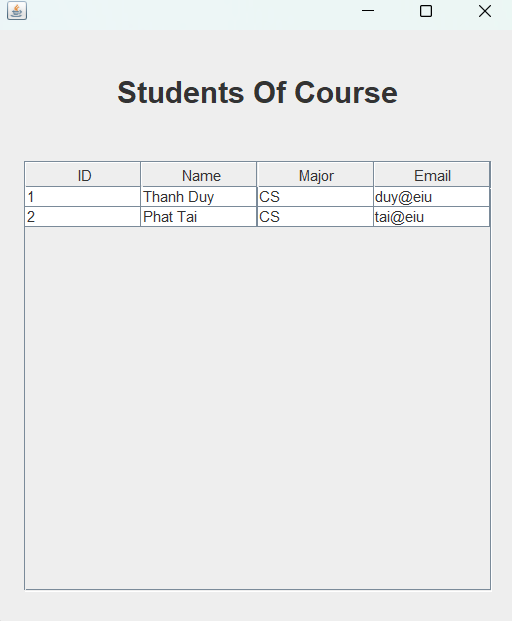 Students Of Course
ID Name Major Email
1 Thanh Duy CS duy@eiu
2 Phat Tai CS tai@eiu